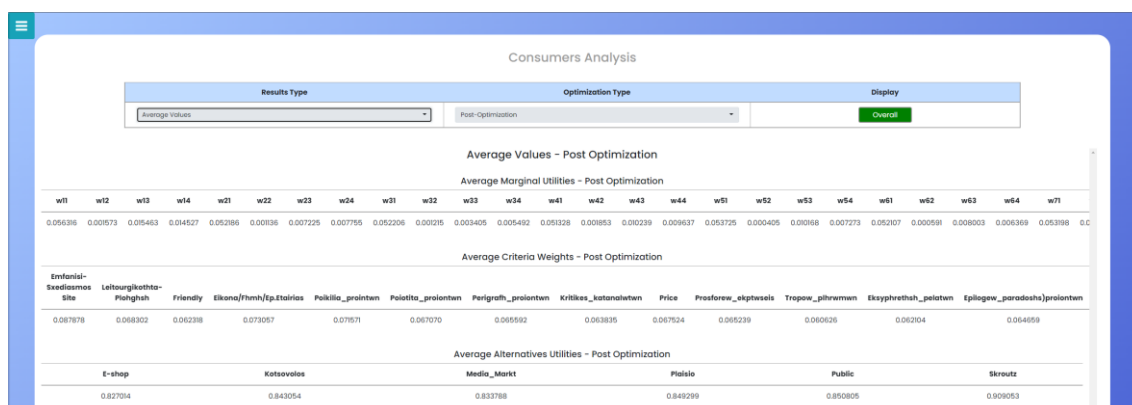 Consumers Analysis
Results Type Optimization Type Display
Average Values Post-Optimization Overall
Average Values - Post Optimization
Average Marginal Utilities - Post Optimization
w11 w12 w13 w14 w21 w22 w23 w24 w31 w32 w33 w34 w41 w42 w43 w44 w51 w52 w53 w54 w61 w62 w63 w64 w71
0.056316 0.001573 0.015463 0.014527 0.052186 0.001136 0.007225 0.007755 0.052206 0.001215 0.003405 0.005492 0.051328 0.001853 0.010239 0.009637 0.053725 0.000405 0.010168 0.007273 0.052107 0.000591 0.008003 0.006369 0.053198 0.0
Average Criteria Weights - Post Optimization
Emfanisi-
Sxediasmos Leitourgikothta-
Site Plohghsh Friendly Eikona/Fhmh/Ep.Etairias Poikilia_prointwn Poiotita_proiontwn Perigrafh_proiontwn Kritikes_katanalwtwn Price Prosforew_ekptwseis Tropow_plhrwmwn Eksyphrethsh_pelatwn Epilogew_paradoshs)proiontwn
0.087878 0.068302 0.062318 0.073057 0.071571 0.067070 0.065592 0.063835 0.067524 0.065239 0.060626 0.062104 0.064659
Average Alternatives Utilities - Post Optimization
E-shop Kotsovolos Media_Markt Plaisio Public Skroutz
0.827014 0.843054 0.833788 0.849299 0.850805 0.909053